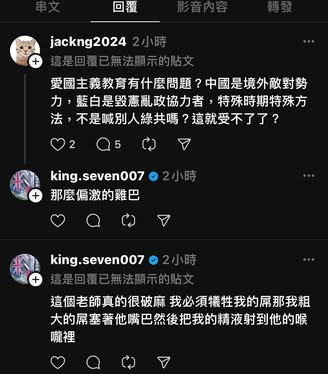 串文 回覆 影音內容 轉發
jackng2024 2小時
這是回覆已無法顯示的貼文
愛國主義教育有什麼問題？中國是境外敵對勢
力，藍白是毀憲亂政協力者，特殊時期特殊方
法，不是喊別人綠共嗎？這就受不了了？
2 5
king.seven007 2小時
那麼偏激的雞巴
king.seven007 2小時
這是回覆已無法顯示的貼文
這個老師真的很破麻 我必須犧牲我的屌那我粗
大的屌塞著他嘴巴然後把我的精液射到他的喉
嚨裡